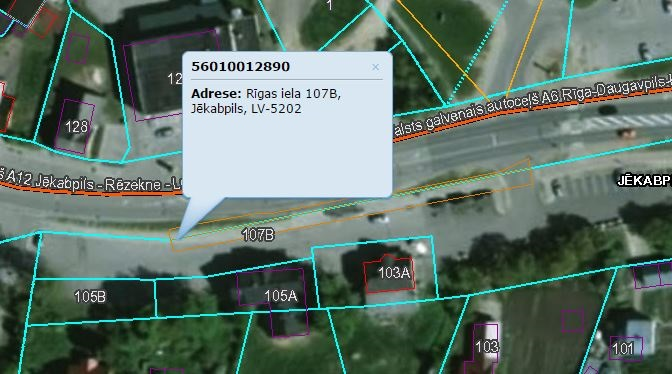 56010012890
×
Adrese: Rīgas iela 107B,
Jēkabpils, LV-5202
1
12
128
alsts galvenais autoceļš A6 Rīga-Daugavpils-
š A12 Jēkabpils - Rēzekne - L
JĒKABP
107B
103A
105B
105A
103
101